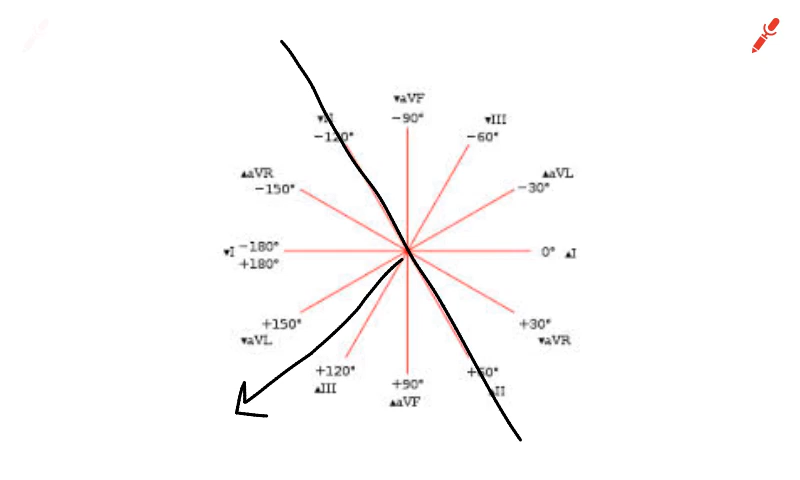 ▼aVF
−90°
▼II
−120°
▼III
−60°
▲aVR
−150°
▲aVL
−30°
▼I
−180°
+180°
0° ▲I
+150°
▼aVL
+30°
▼aVR
+120°
▲III
+90°
▲aVF
+60°
▲II